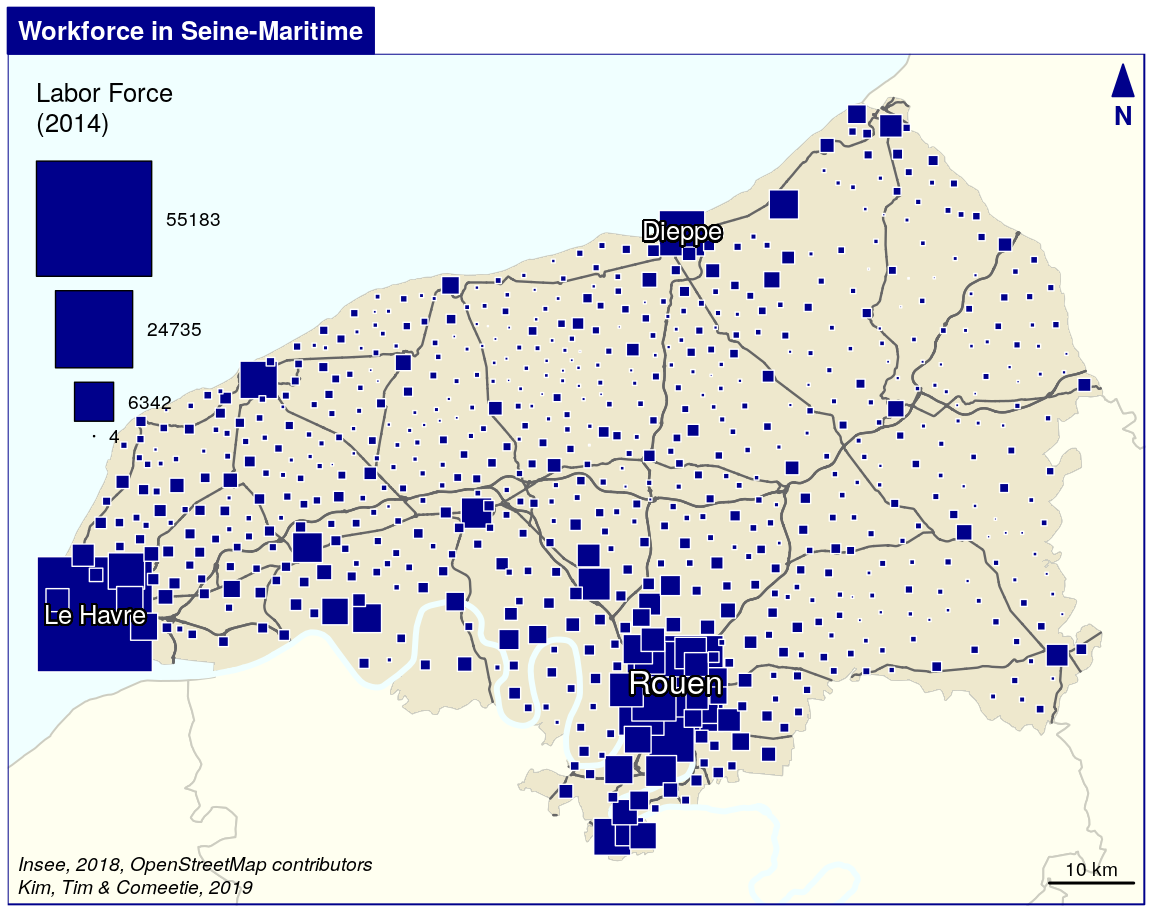 Workforce in Seine-Maritime
Labor Force
(2014)
N
55183
Dieppe
24735
6342
4
Le Havre
Rouen
Insee, 2018, OpenStreetMap contributors
Kim, Tim & Comeetie, 2019
10 km